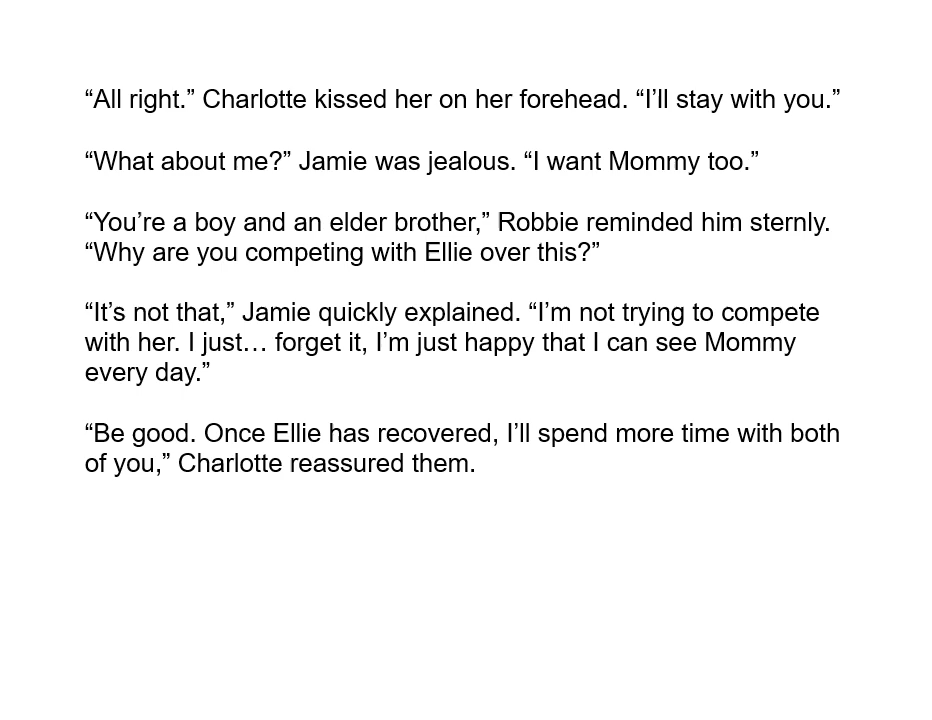 “All right.” Charlotte kissed her on her forehead. “I’ll stay with you.”
“What about me?” Jamie was jealous. “I want Mommy too.”
“You’re a boy and an elder brother,” Robbie reminded him sternly.
“Why are you competing with Ellie over this?”
“It’s not that,” Jamie quickly explained. “I’m not trying to compete
with her. I just… forget it, I’m just happy that I can see Mommy
every day.”
“Be good. Once Ellie has recovered, I’ll spend more time with both
of you,” Charlotte reassured them.